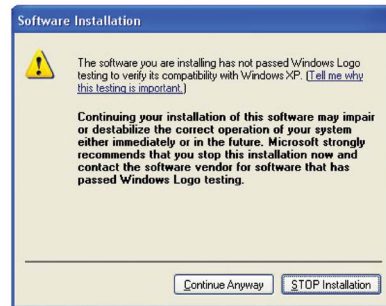 Software Installation
The software you are installing has not passed Windows Logo
testing to verify its compatibility with Windows XP. (Tell me why
this testing is important.)
Continuing your installation of this software may impair
or destabilize the correct operation of your system
either immediately or in the future. Microsoft strongly
recommends that you stop this installation now and
contact the software vendor for software that has
passed Windows Logo testing.
Continue Anyway STOP Installation